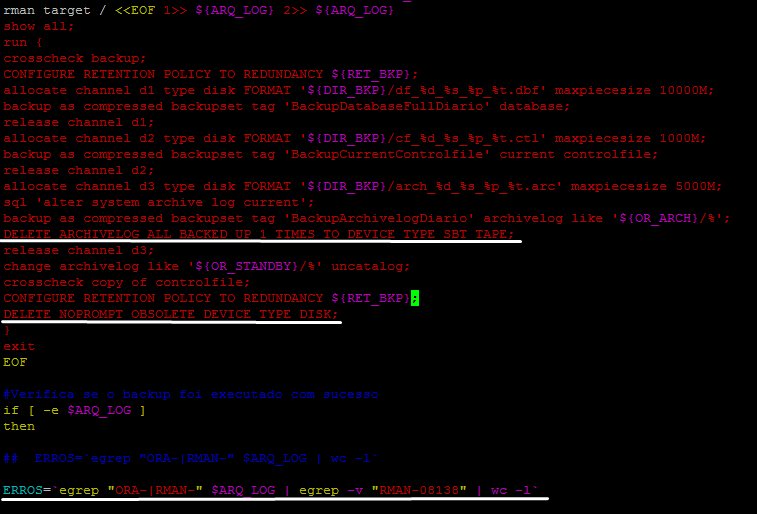 rman target / <<EOF 1>> ${ARQ_LOG} 2>> ${ARQ_LOG}
show all;
run {
crosscheck backup;
CONFIGURE RETENTION POLICY TO REDUNDANCY ${RET_BKP};
allocate channel d1 type disk FORMAT '${DIR_BKP}/df_%d_%s_%p_%t.dbf' maxpiecesize 10000M;
backup as compressed backupset tag 'BackupDatabaseFullDiario' database;
release channel d1;
allocate channel d2 type disk FORMAT '${DIR_BKP}/cf_%d_%s_%p_%t.ctl' maxpiecesize 1000M;
backup as compressed backupset tag 'BackupCurrentControlfile' current controlfile;
release channel d2;
allocate channel d3 type disk FORMAT '${DIR_BKP}/arch_%d_%s_%p_%t.arc' maxpiecesize 5000M;
sql 'alter system archive log current';
backup as compressed backupset tag 'BackupArchivelogDiario' archivelog like '${OR_ARCH}/%';
DELETE ARCHIVELOG ALL BACKED UP 1 TIMES TO DEVICE TYPE SBT_TAPE;
release channel d3;
change archivelog like '${OR_STANDBY}/%' uncatalog;
crosscheck copy of controlfile;
CONFIGURE RETENTION POLICY TO REDUNDANCY ${RET_BKP};
DELETE NOPROMPT OBSOLETE DEVICE TYPE DISK;
}
exit
EOF
#Verifica se o backup foi executado com sucesso
if [ -e $ARQ_LOG ]
then
## ERROS=`egrep "ORA-|RMAN-" $ARQ_LOG | wc -l`
ERROS=`egrep "ORA-|RMAN-" $ARQ_LOG | egrep -v "RMAN-08138" | wc -l`